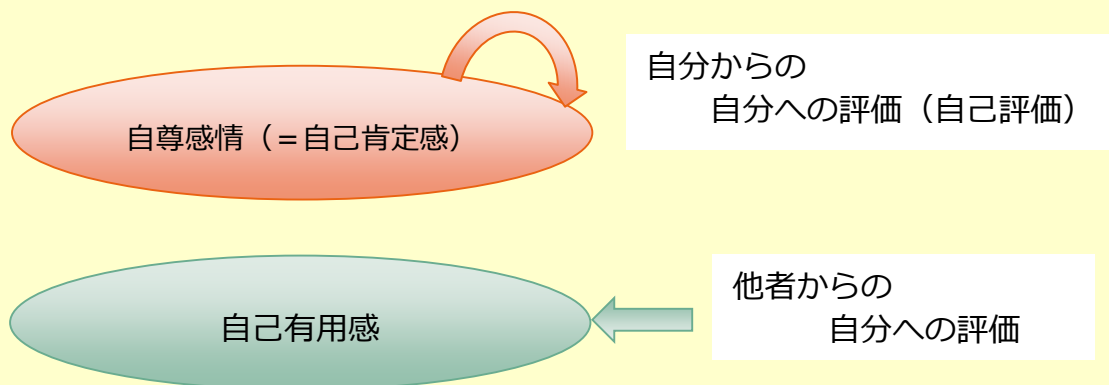 自分からの
自分への評価（自己評価）
自尊感情（＝自己肯定感）
他者からの
自分への評価
自己有用感